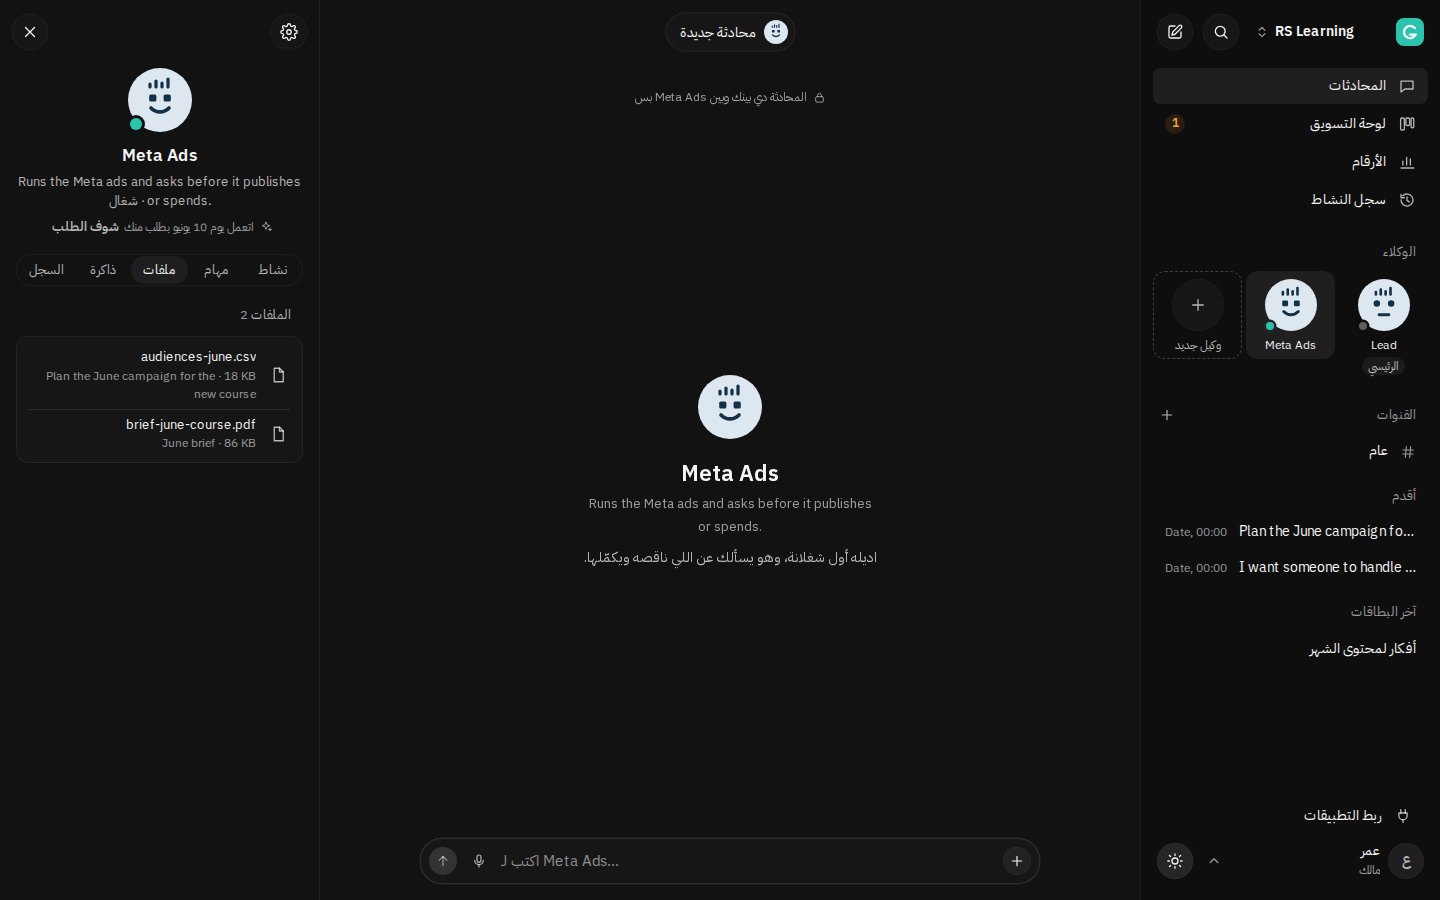 RS Learning
المحادثات
لوحة التسويق
1
الأرقام
سجل النشاط
الوكلاء
Lead
الرئيسي
Meta Ads
وكيل جديد
القنوات
عام
أقدم
Plan the June campaign fo...
Date, 00:00
I want someone to handle ...
Date, 00:00
آخر البطاقات
أفكار لمحتوى الشهر
ربط التطبيقات
ع
عمر
مالك
محادثة جديدة
المحادثة دي بينك وبين Meta Ads بس
Meta Ads
Runs the Meta ads and asks before it publishes
or spends.
اديله أول شغلانة، وهو يسألك عن اللي ناقصه ويكمّلها.
اكتب لـ Meta Ads...
Meta Ads
Runs the Meta ads and asks before it publishes
or spends. · شغال
اتعمل يوم 10 يونيو بطلب منك شوف الطلب
نشاط
مهام
ملفات
ذاكرة
السجل
الملفات 2
audiences-june.csv
Plan the June campaign for the · 18 KB
new course
brief-june-course.pdf
June brief · 86 KB